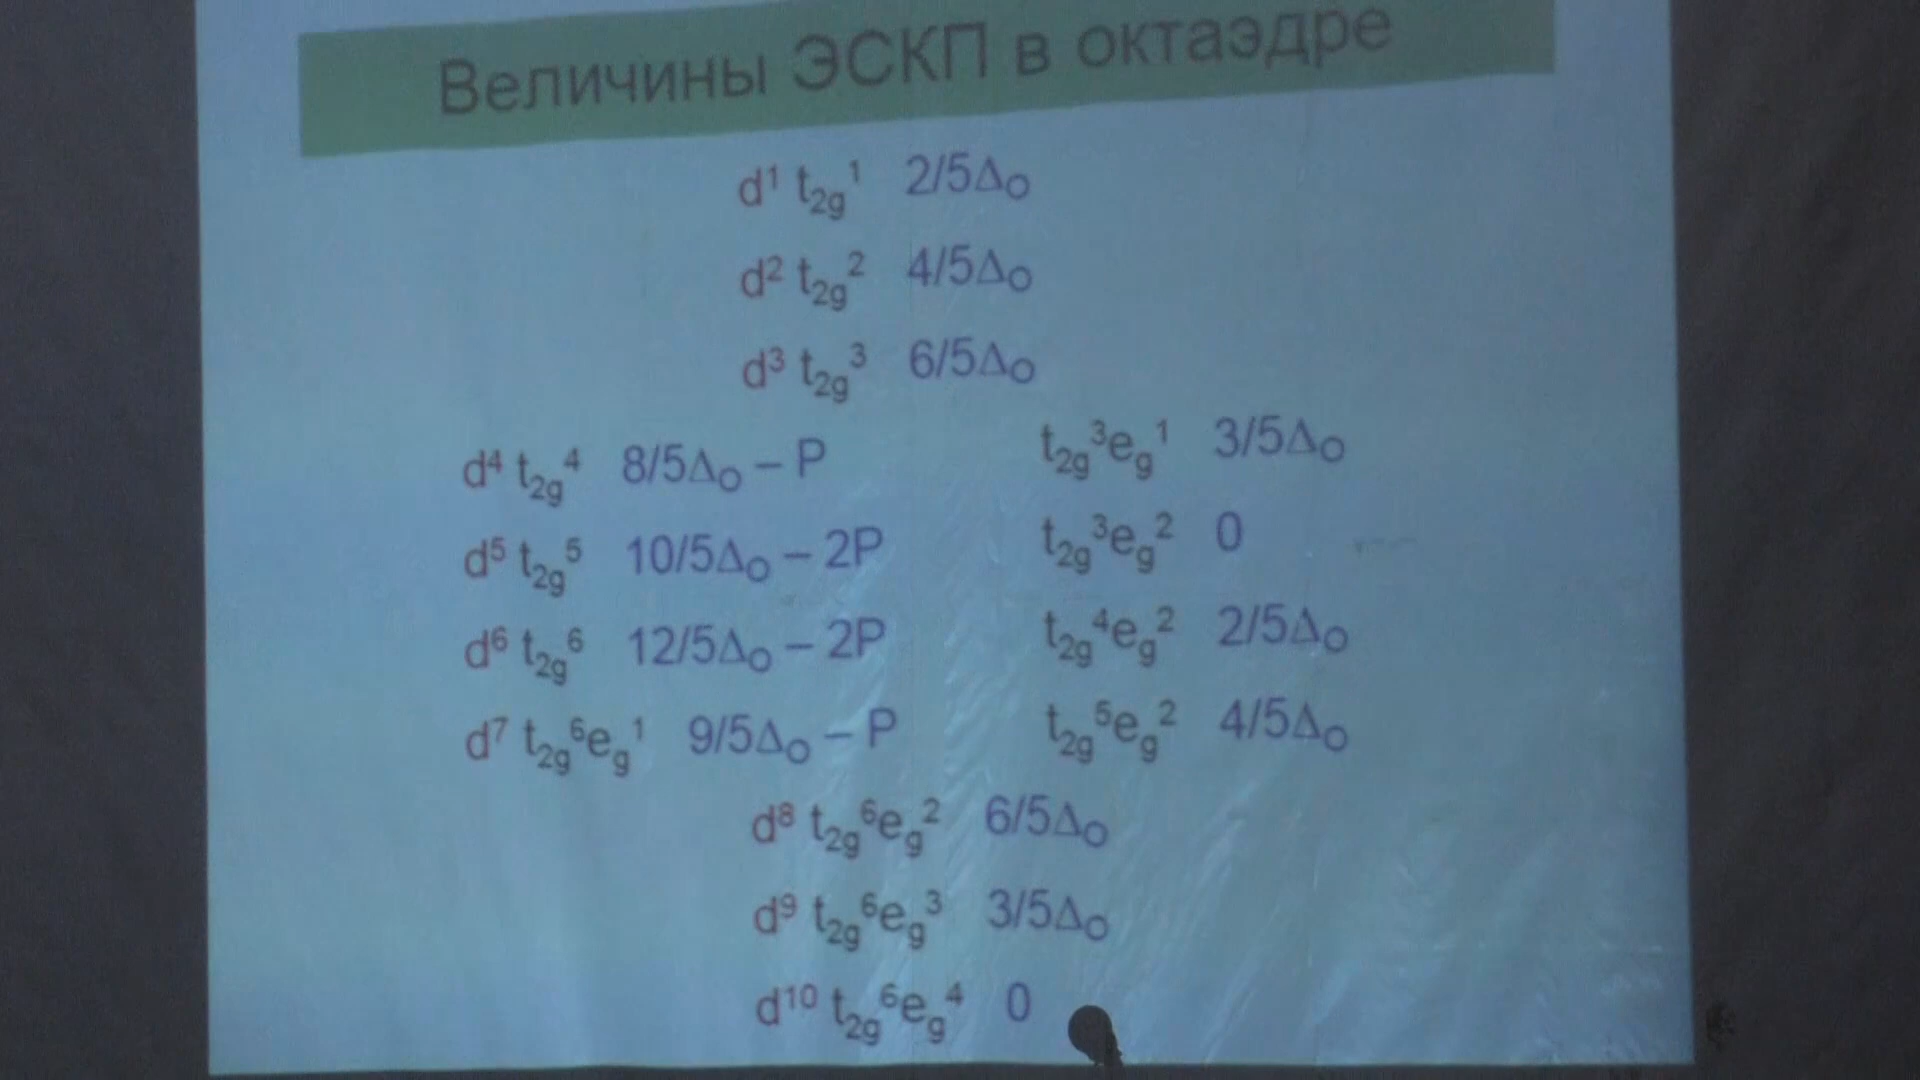 Величины ЭСКП в октаэдре
d¹ t₂g¹ 2/5Δo
d² t₂g² 4/5Δo
d³ t₂g³ 6/5Δo
d⁴ t₂g⁴ 8/5Δo – P t₂g³eg¹ 3/5Δo
d⁵ t₂g⁵ 10/5Δo – 2P t₂g³eg² 0
d⁶ t₂g⁶ 12/5Δo – 2P t₂g⁴eg² 2/5Δo
d⁷ t₂g⁶eg¹ 9/5Δo – P t₂g⁵eg² 4/5Δo
d⁸ t₂g⁶eg² 6/5Δo
d⁹ t₂g⁶eg³ 3/5Δo
d¹⁰ t₂g⁶eg⁴ 0